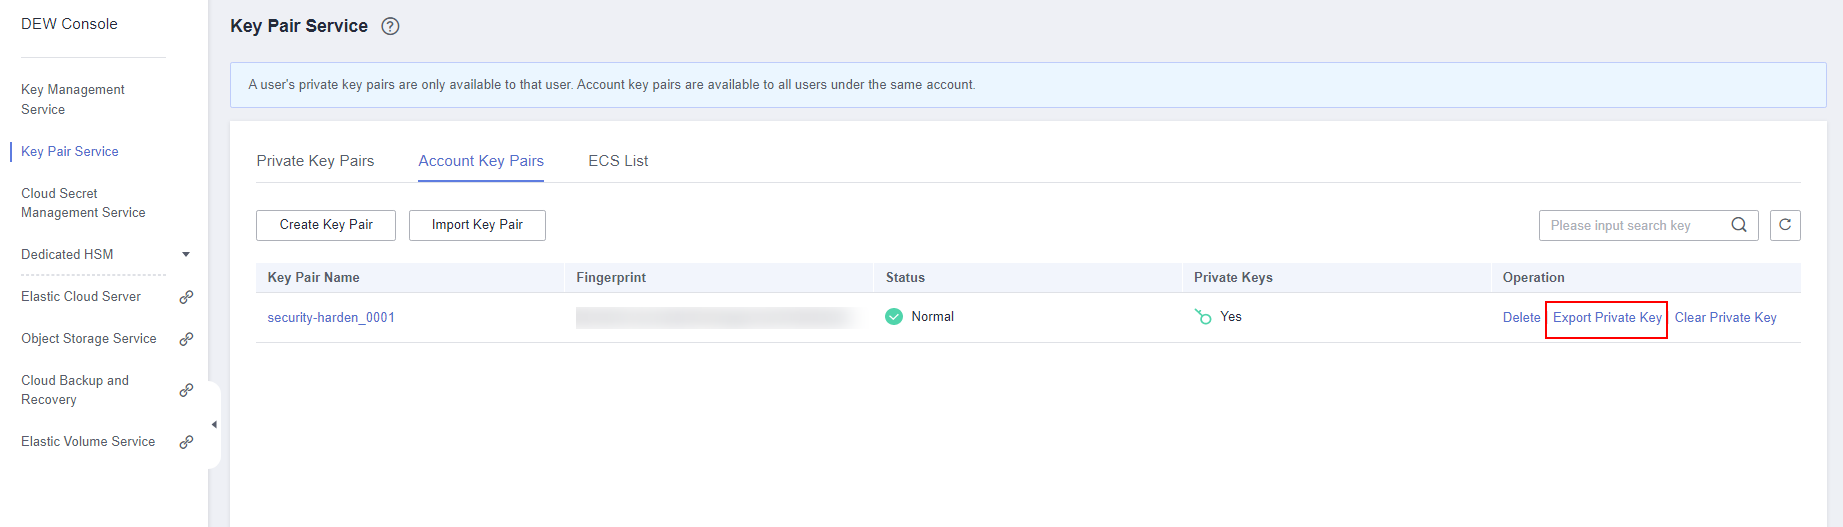 DEW Console
Key Management
Service
Key Pair Service
Cloud Secret
Management Service
Dedicated HSM
Elastic Cloud Server
Object Storage Service
Cloud Backup and
Recovery
Elastic Volume Service
Key Pair Service ?
A user's private key pairs are only available to that user. Account key pairs are available to all users under the same account.
Private Key Pairs Account Key Pairs ECS List
Create Key Pair Import Key Pair Please input search key
Key Pair Name Fingerprint Status Private Keys Operation
security-harden_0001 Normal Yes Delete Export Private Key Clear Private Key